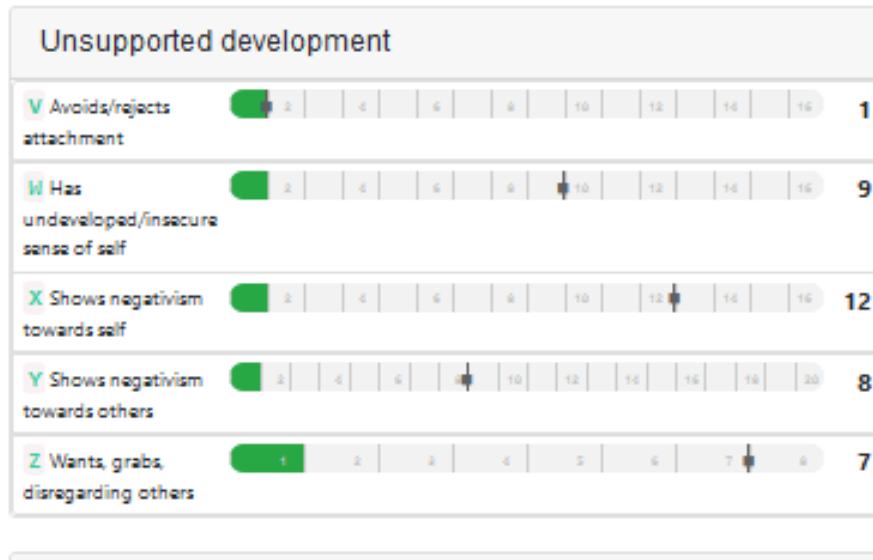 Unsupported development
V Avoids/rejects 2 4 6 8 10 12 14 16 1
attachment
W Has 2 4 6 8 10 12 14 16 9
undeveloped/insecure
sense of self
X Shows negativism 2 4 6 8 10 12 14 16 12
towards self
Y Shows negativism 2 4 6 8 10 12 14 16 18 20 8
towards others
Z Wants, grabs, 1 2 3 4 5 6 7 8 7
disregarding others